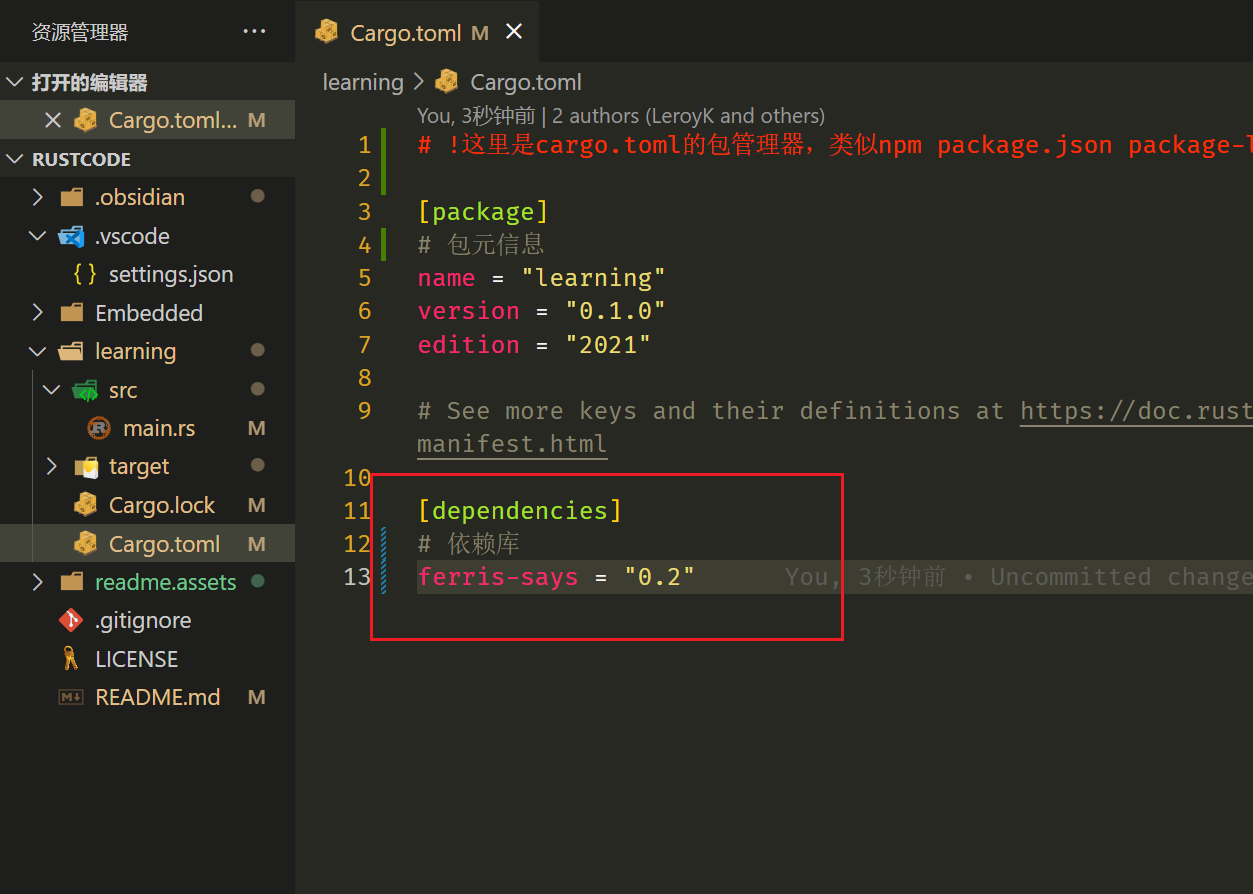 资源管理器 ···
打开的编辑器
Cargo.toml... M
RUSTCODE
.obsidian
.vscode
{ } settings.json
Embedded
learning
src
main.rs M
target
Cargo.lock M
Cargo.toml M
readme.assets
.gitignore
LICENSE
README.md M
Cargo.toml M
learning > Cargo.toml
You, 3秒钟前 | 2 authors (LeroyK and others)
1 # !这里是cargo.toml的包管理器，类似npm package.json package-l
2
3 [package]
4 # 包元信息
5 name = "learning"
6 version = "0.1.0"
7 edition = "2021"
8
9 # See more keys and their definitions at https://doc.rust
manifest.html
10
11 [dependencies]
12 # 依赖库
13 ferris-says = "0.2" You, 3秒钟前 • Uncommitted change